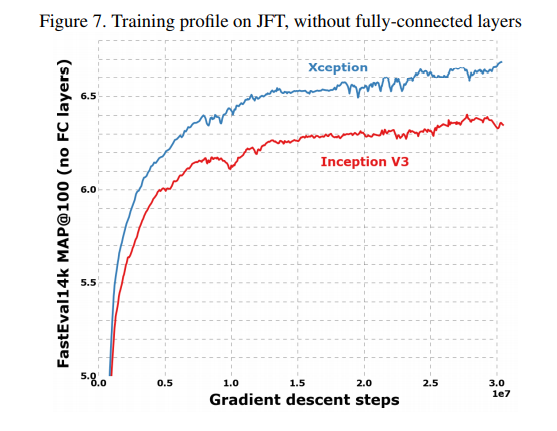 Figure 7. Training profile on JFT, without fully-connected layers
FastEval14k MAP@100 (no FC layers)
6.5
6.0
5.5
5.0
Xception
Inception V3
0.0 0.5 1.0 1.5 2.0 2.5 3.0
1e7
Gradient descent steps